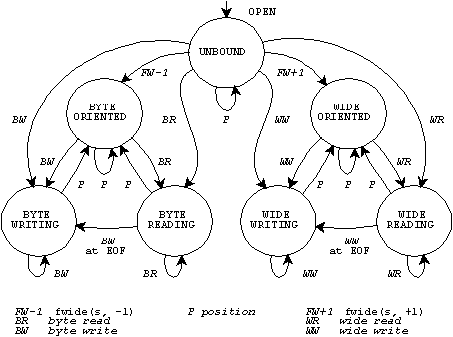 OPEN
UNBOUND
FW-1
FW+1
BYTE
ORIENTED
WIDE
ORIENTED
BW
BR
P
WW
WR
BW
BR
WW
WR
P
P
P
P
P
P
BYTE
WRITING
BYTE
READING
WIDE
WRITING
WIDE
READING
BW
at EOF
WW
at EOF
BW
BR
WW
WR
FW-1 fwide(s, -1)
P position
FW+1 fwide(s, +1)
BR byte read
WR wide read
BW byte write
WW wide write